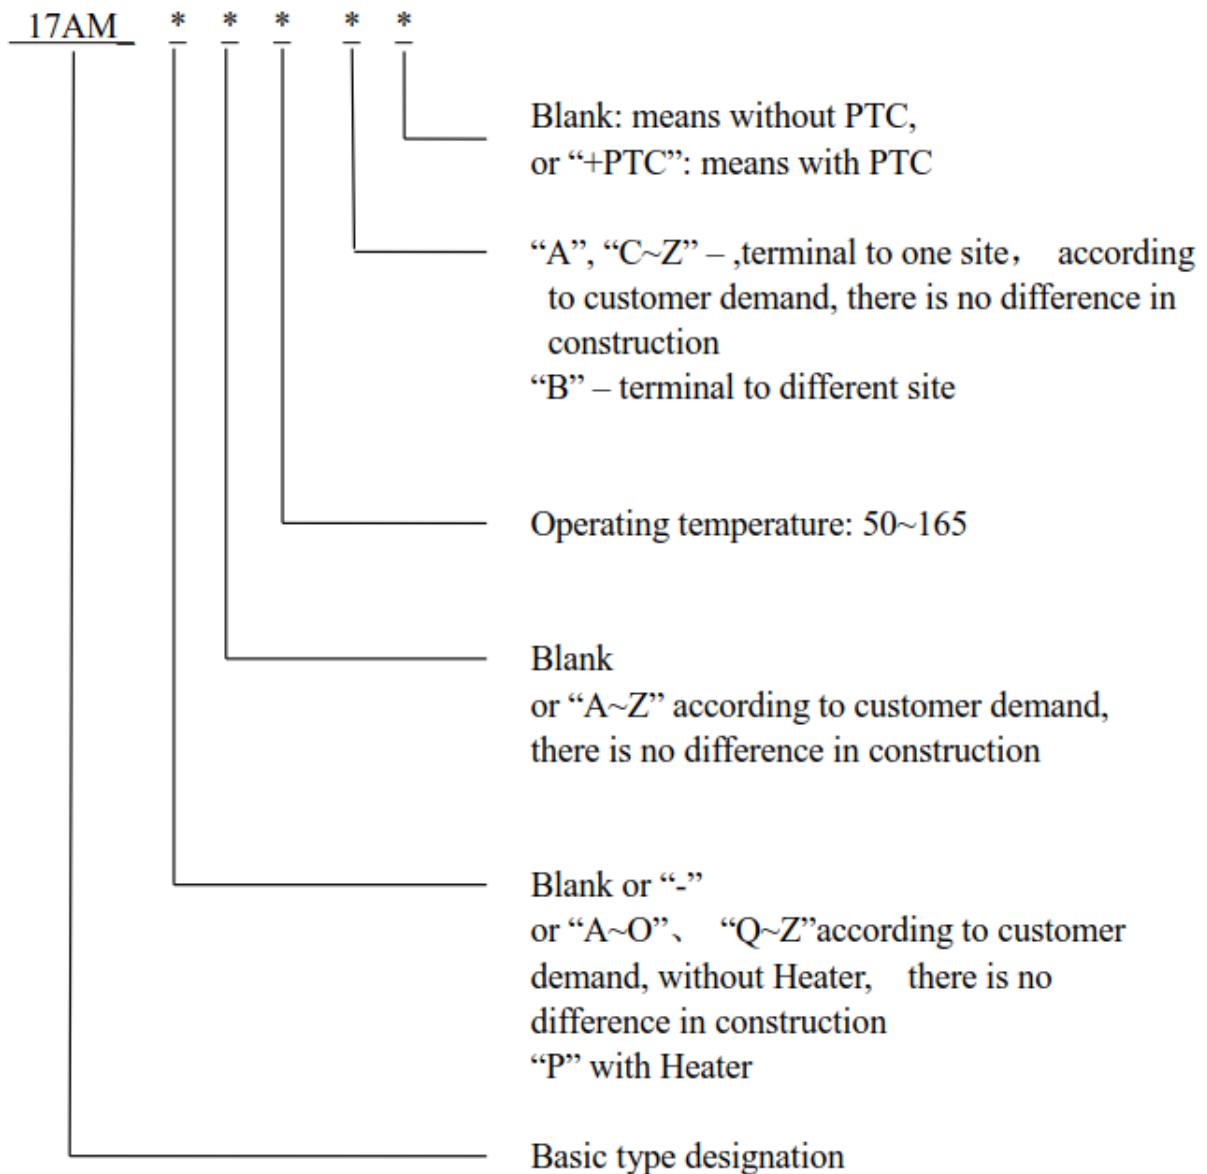 17AM_ * * * * *
Blank: means without PTC,
or “+PTC”: means with PTC
“A”, “C~Z” – ,terminal to one site， according
to customer demand, there is no difference in
construction
“B” – terminal to different site
Operating temperature: 50~165
Blank
or “A~Z” according to customer demand,
there is no difference in construction
Blank or “-”
or “A~O”、 “Q~Z”according to customer
demand, without Heater, there is no
difference in construction
“P” with Heater
Basic type designation